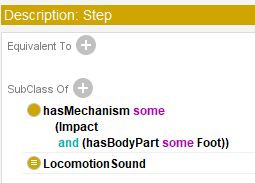 Description: Step
Equivalent To
SubClass Of
hasMechanism some
(Impact
and (hasBodyPart some Foot))
LocomotionSound